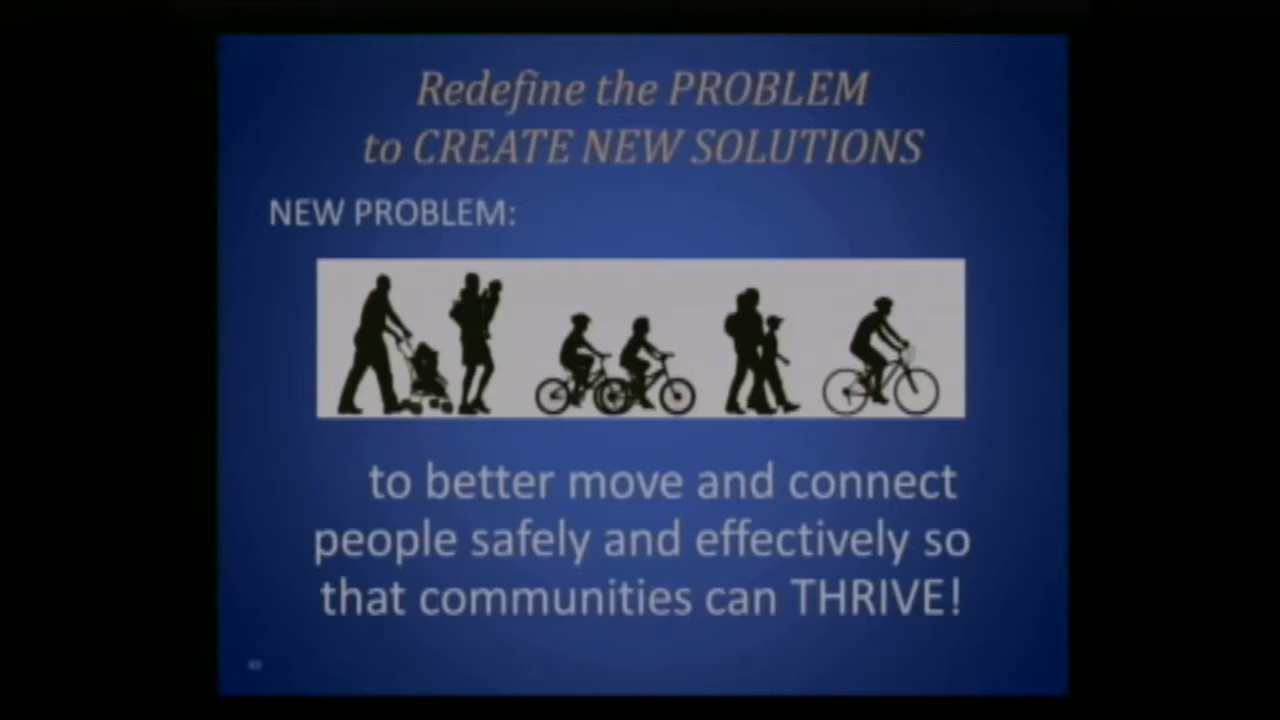 Redefine the PROBLEM
to CREATE NEW SOLUTIONS
NEW PROBLEM:
to better move and connect
people safely and effectively so
that communities can THRIVE!